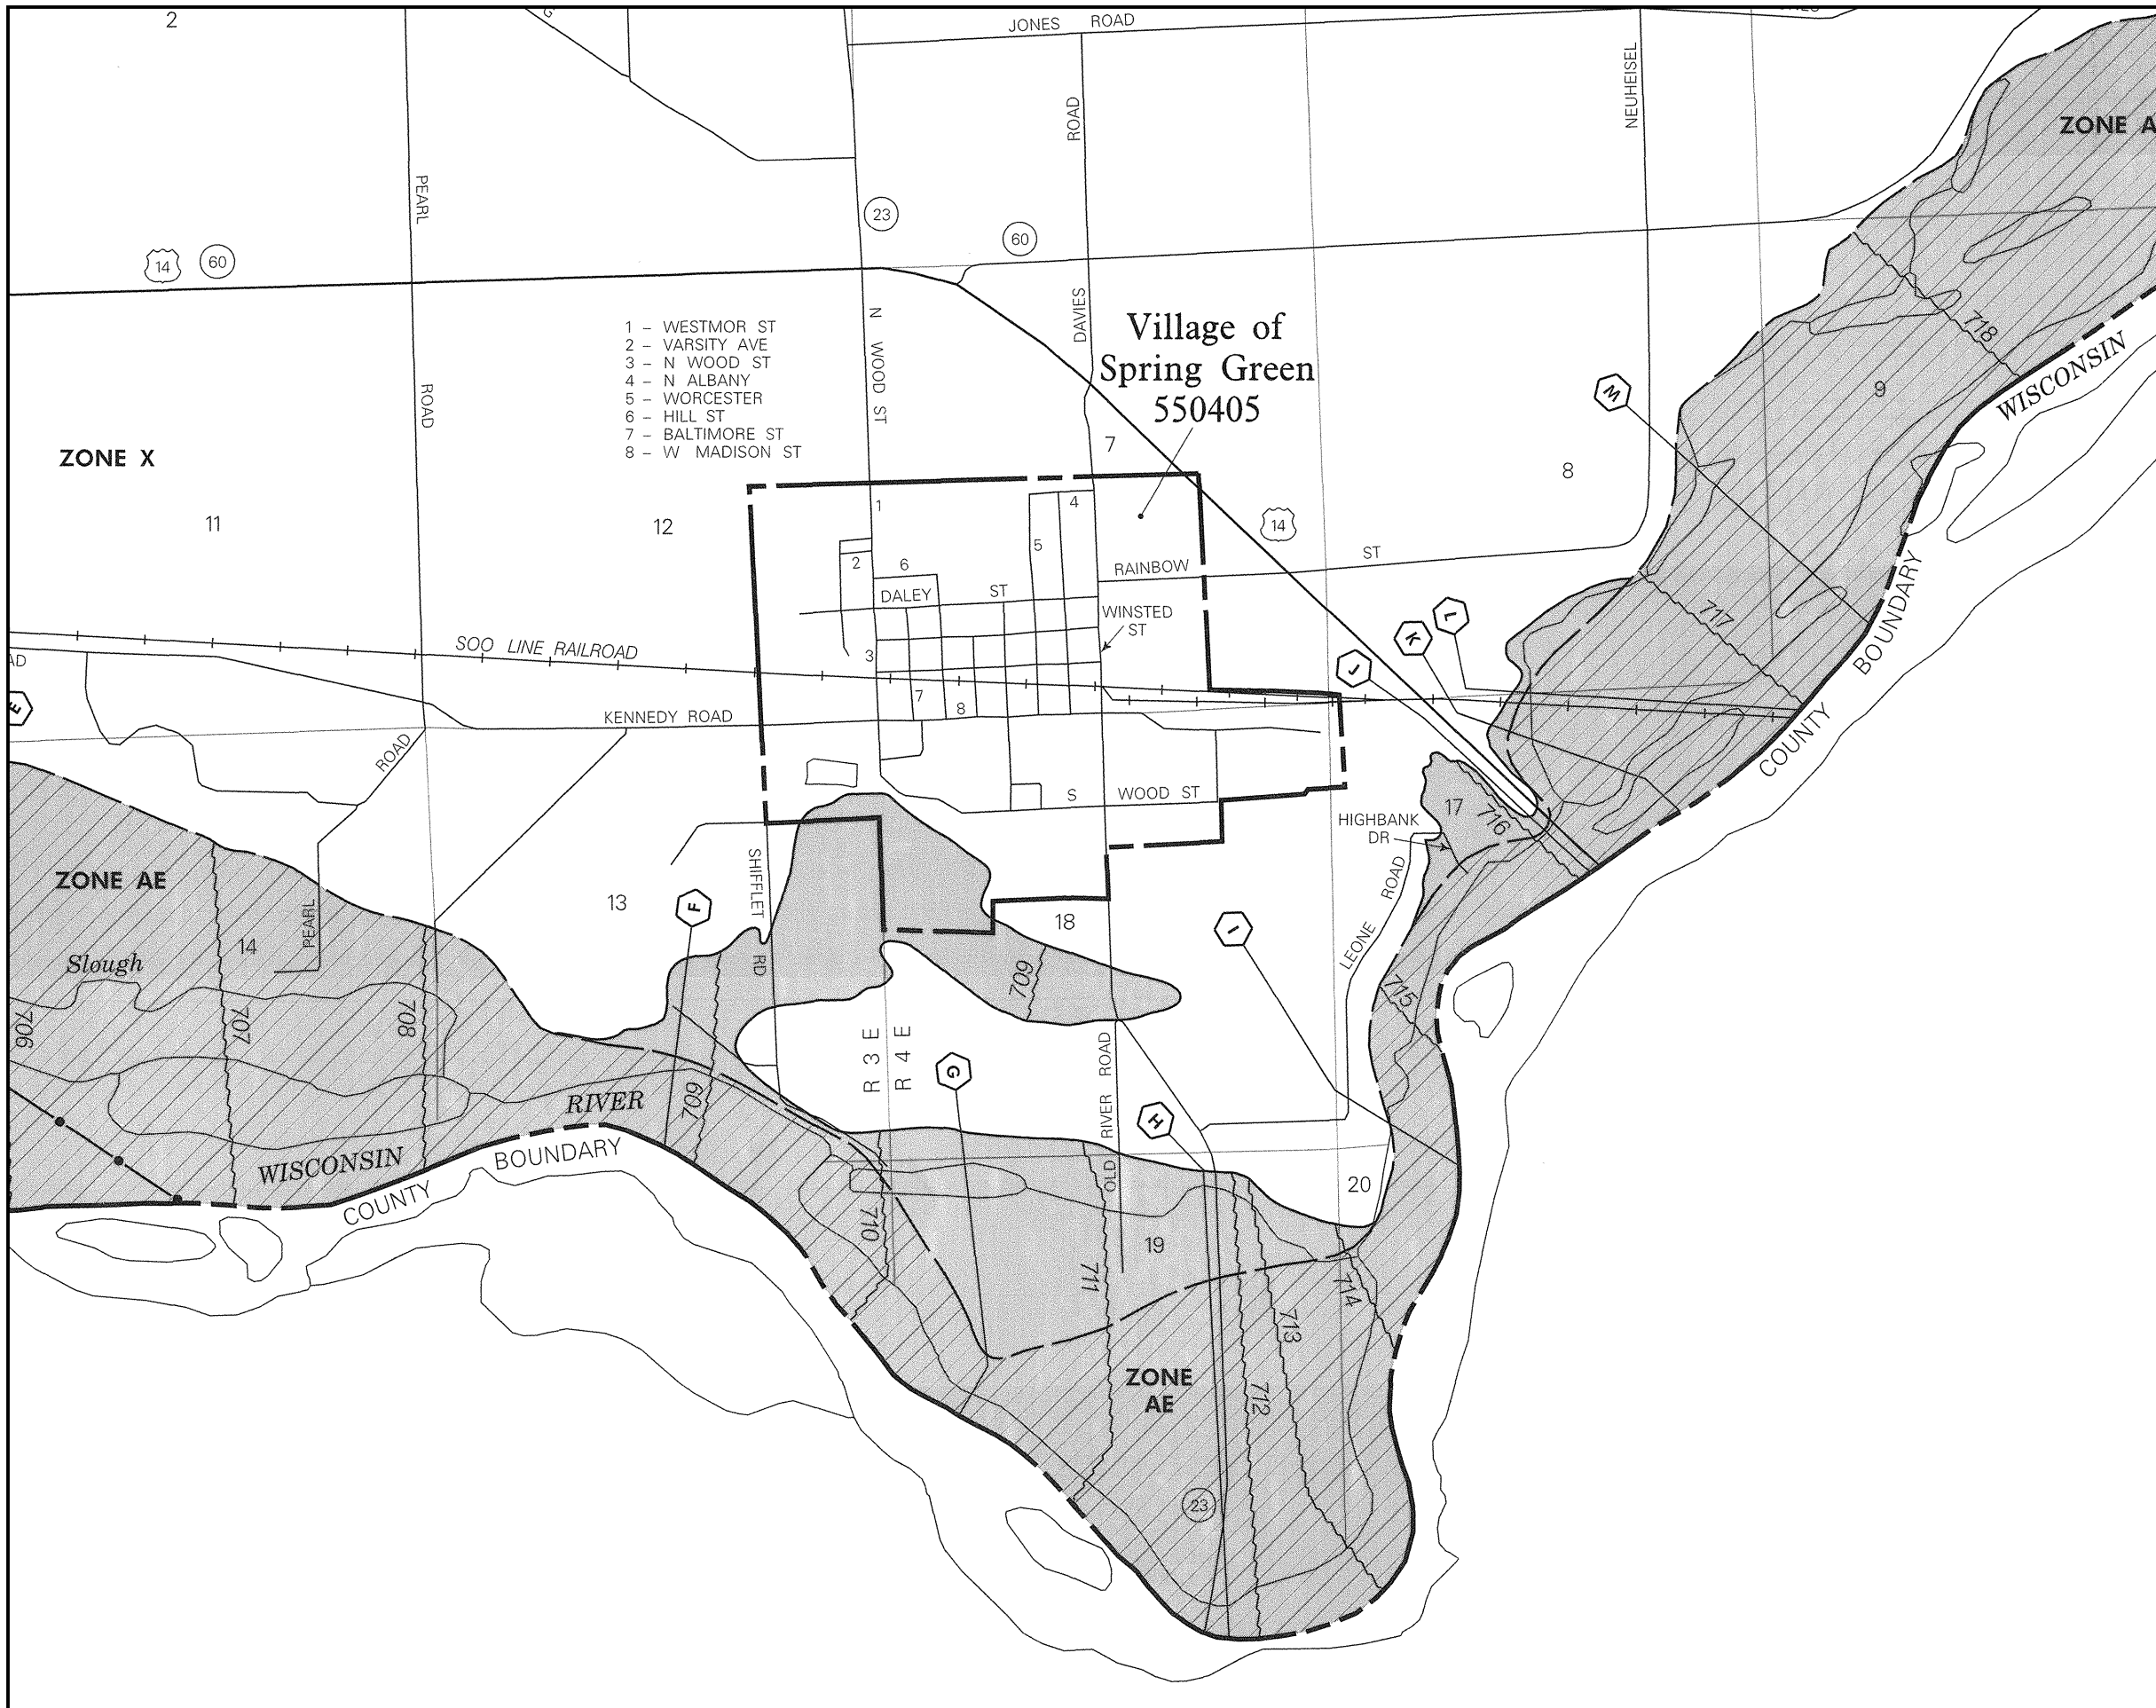 2
JONES ROAD
NEUHEISEL
ROAD
ZONE A
PEARL
23
60
14
60
N WOOD ST
DAVIES
Village of
Spring Green
550405
718
WISCONSIN
1 – WESTMOR ST
2 – VARSITY AVE
3 – N WOOD ST
4 – N ALBANY
5 – WORCESTER
6 – HILL ST
7 – BALTIMORE ST
8 – W MADISON ST
ROAD
M
9
ZONE X
7
8
11
12
1
4
14
5
2
6
RAINBOW
ST
DALEY
ST
WINSTED
ST
717
BOUNDARY
L
K
J
SOO LINE RAILROAD
3
AD
E
7
8
KENNEDY ROAD
ROAD
COUNTY
S WOOD ST
17
716
HIGHBANK
DR
SHIFFLET
RD
ZONE AE
13
F
18
I
LEONE ROAD
PEARL
14
Slough
709
715
706
707
708
R 3 E
R 4 E
G
OLD RIVER ROAD
H
709
RIVER
WISCONSIN
BOUNDARY
COUNTY
20
710
19
711
714
713
ZONE
AE
712
23